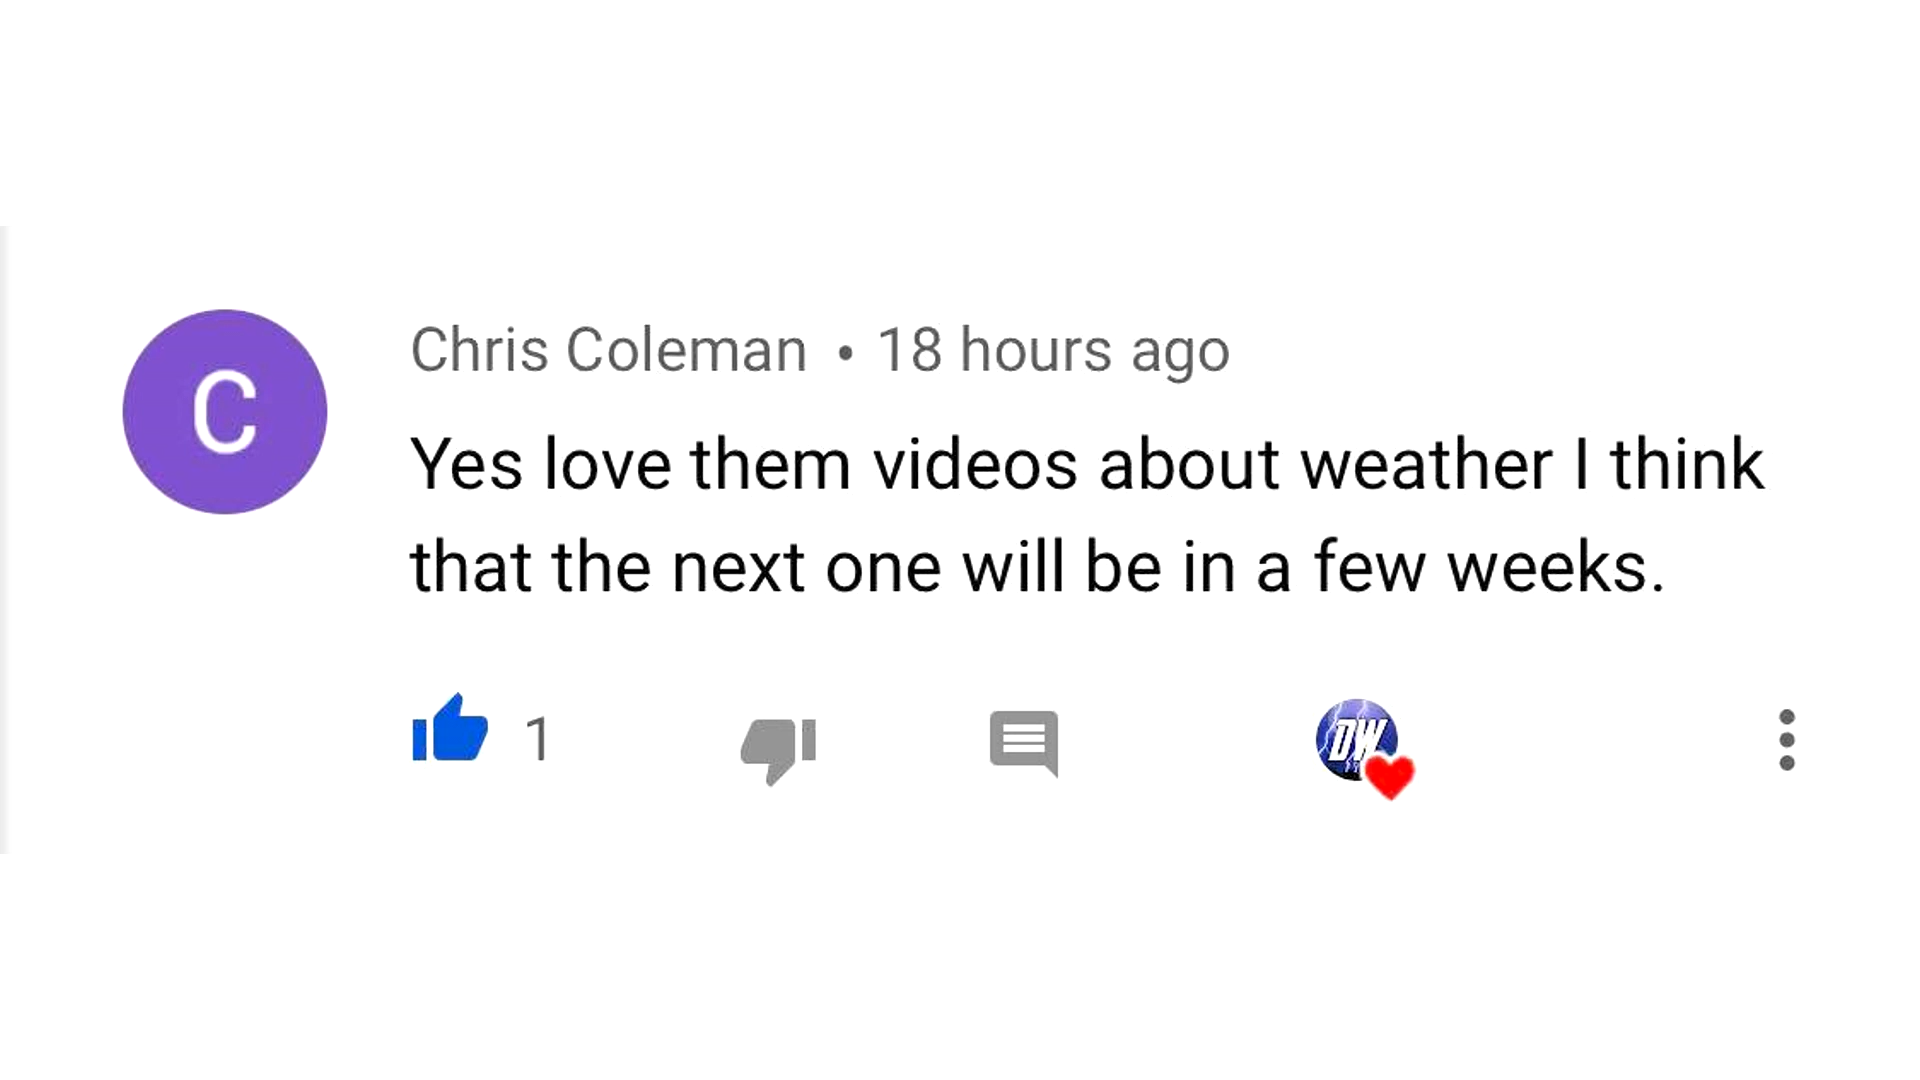 C
Chris Coleman • 18 hours ago
Yes love them videos about weather I think
that the next one will be in a few weeks.
1
DW